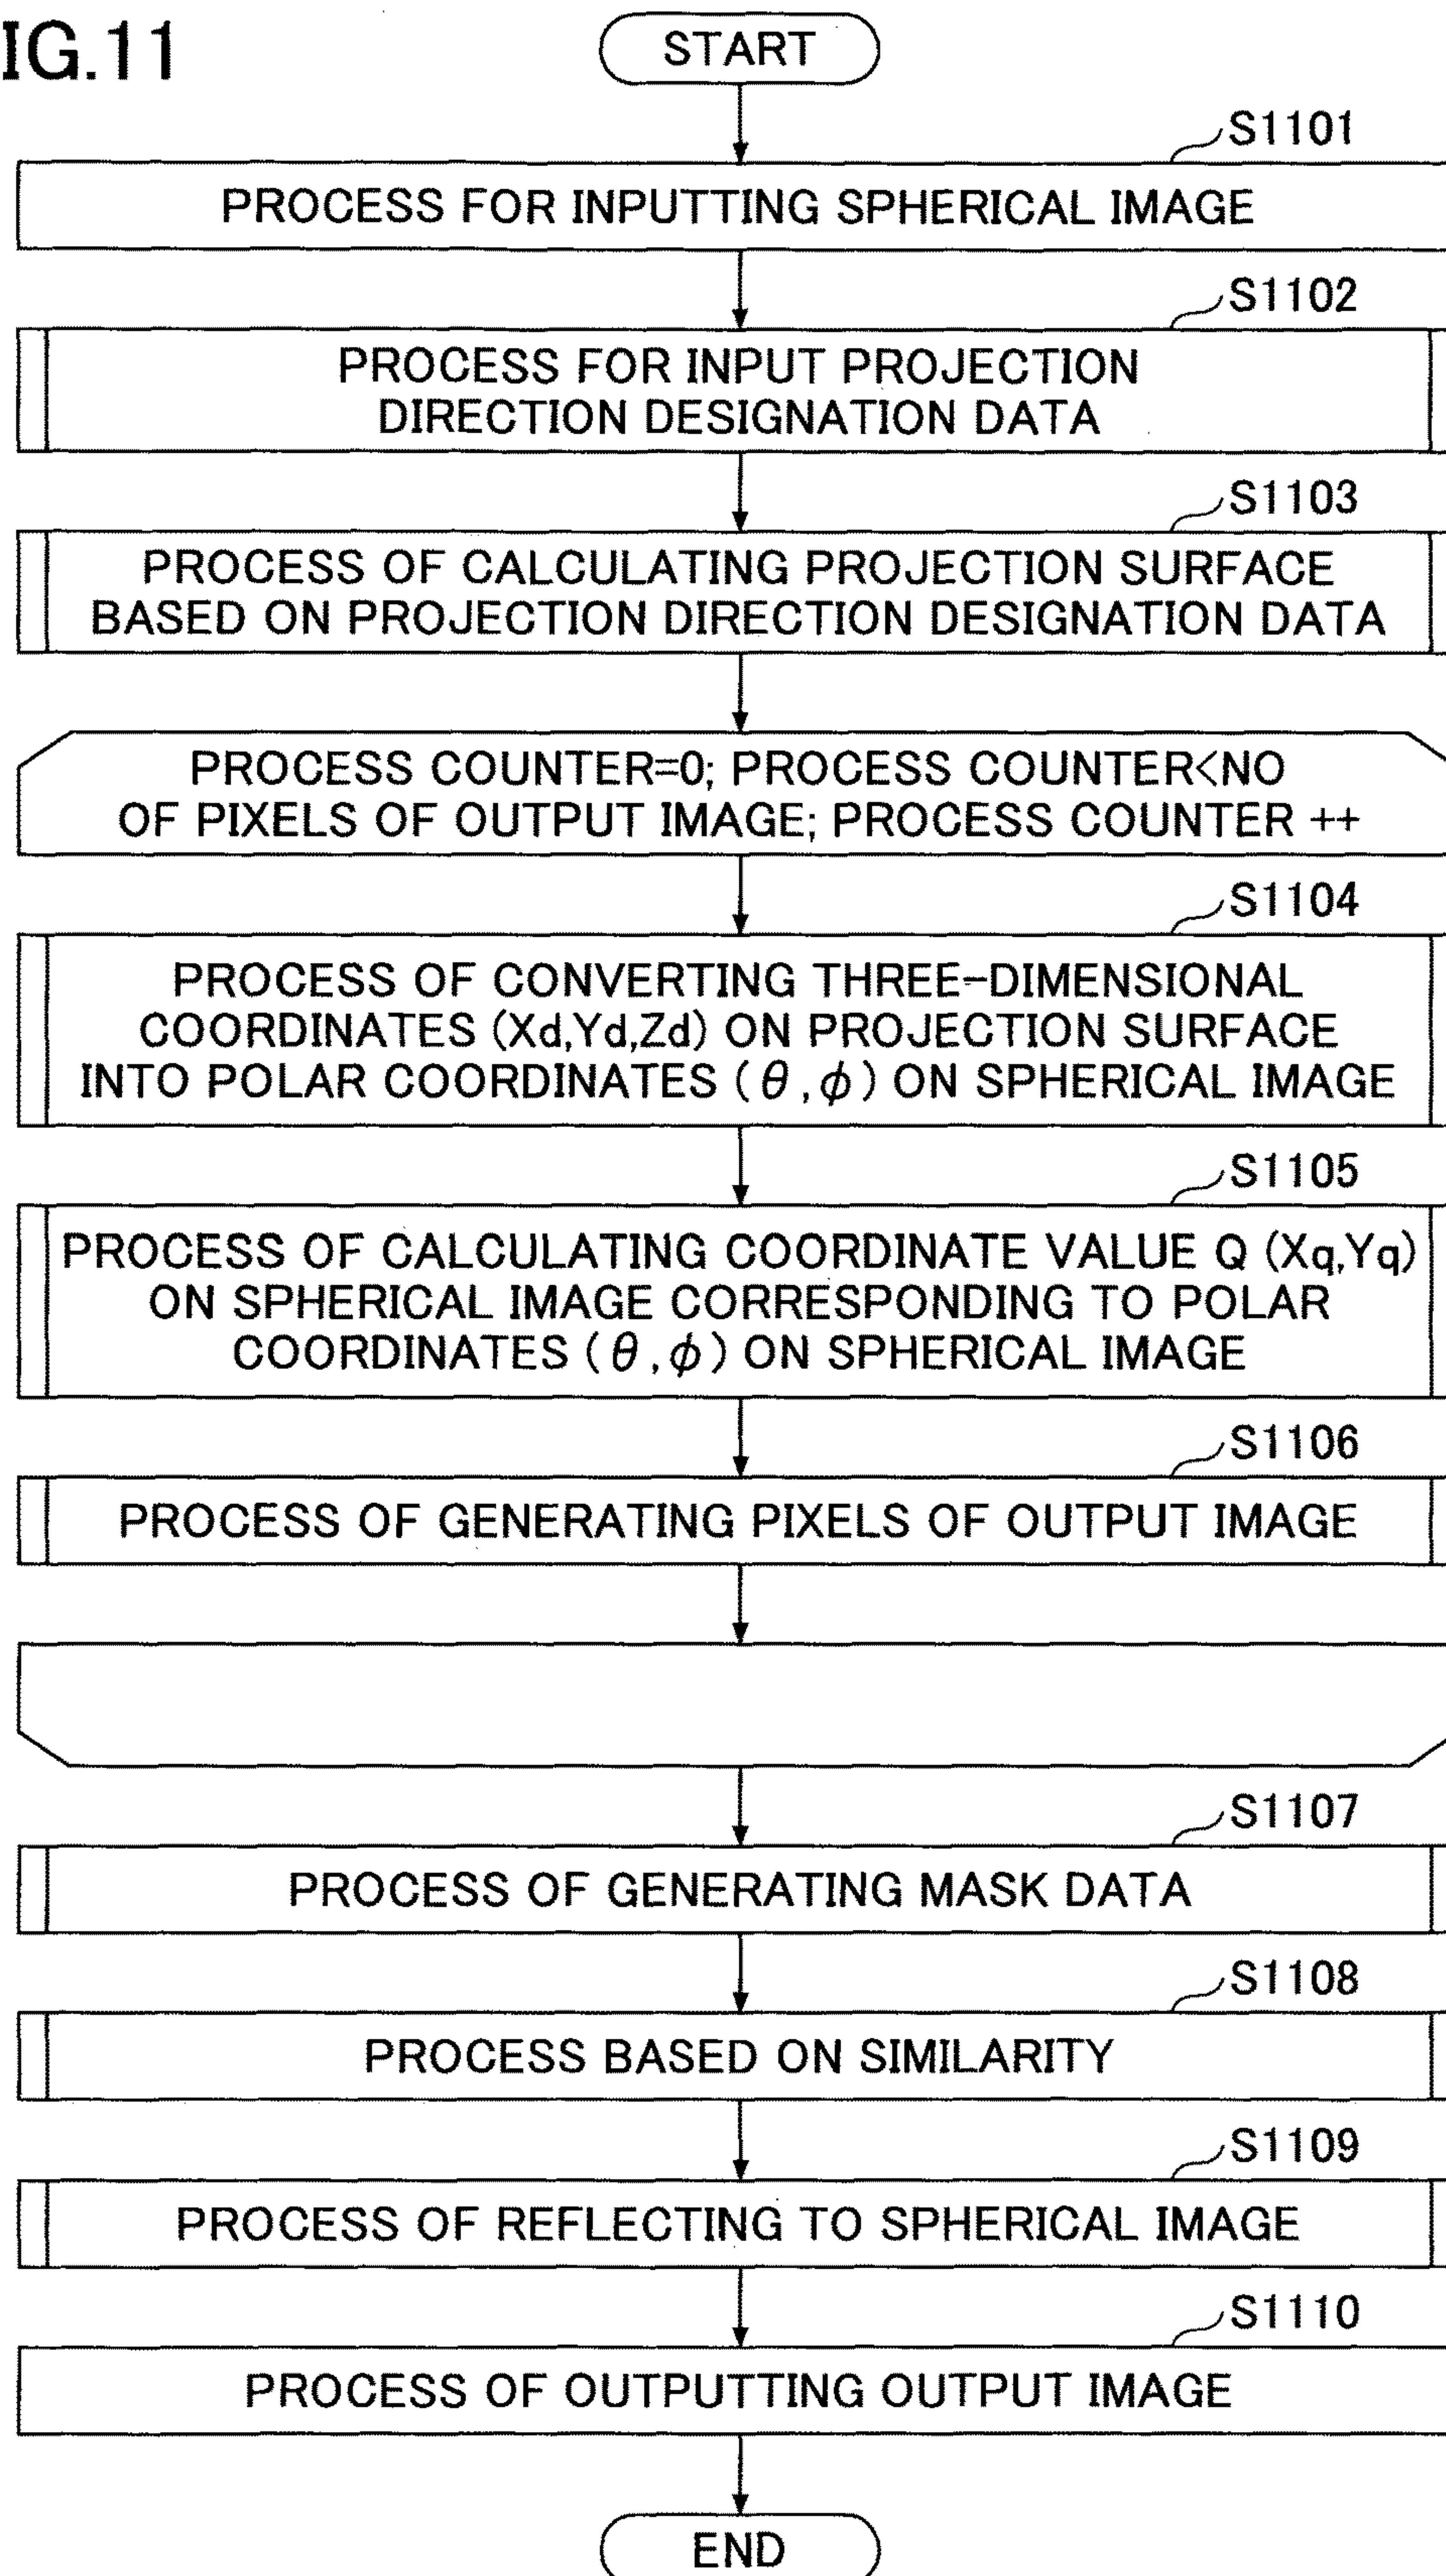 IG.11
START
S1101
PROCESS FOR INPUTTING SPHERICAL IMAGE
S1102
PROCESS FOR INPUT PROJECTION
DIRECTION DESIGNATION DATA
S1103
PROCESS OF CALCULATING PROJECTION SURFACE
BASED ON PROJECTION DIRECTION DESIGNATION DATA
PROCESS COUNTER=0; PROCESS COUNTER<NO
OF PIXELS OF OUTPUT IMAGE; PROCESS COUNTER ++
S1104
PROCESS OF CONVERTING THREE-DIMENSIONAL
COORDINATES (Xd,Yd,Zd) ON PROJECTION SURFACE
INTO POLAR COORDINATES (θ,φ) ON SPHERICAL IMAGE
S1105
PROCESS OF CALCULATING COORDINATE VALUE Q (Xq,Yq)
ON SPHERICAL IMAGE CORRESPONDING TO POLAR
COORDINATES (θ,φ) ON SPHERICAL IMAGE
S1106
PROCESS OF GENERATING PIXELS OF OUTPUT IMAGE
S1107
PROCESS OF GENERATING MASK DATA
S1108
PROCESS BASED ON SIMILARITY
S1109
PROCESS OF REFLECTING TO SPHERICAL IMAGE
S1110
PROCESS OF OUTPUTTING OUTPUT IMAGE
END